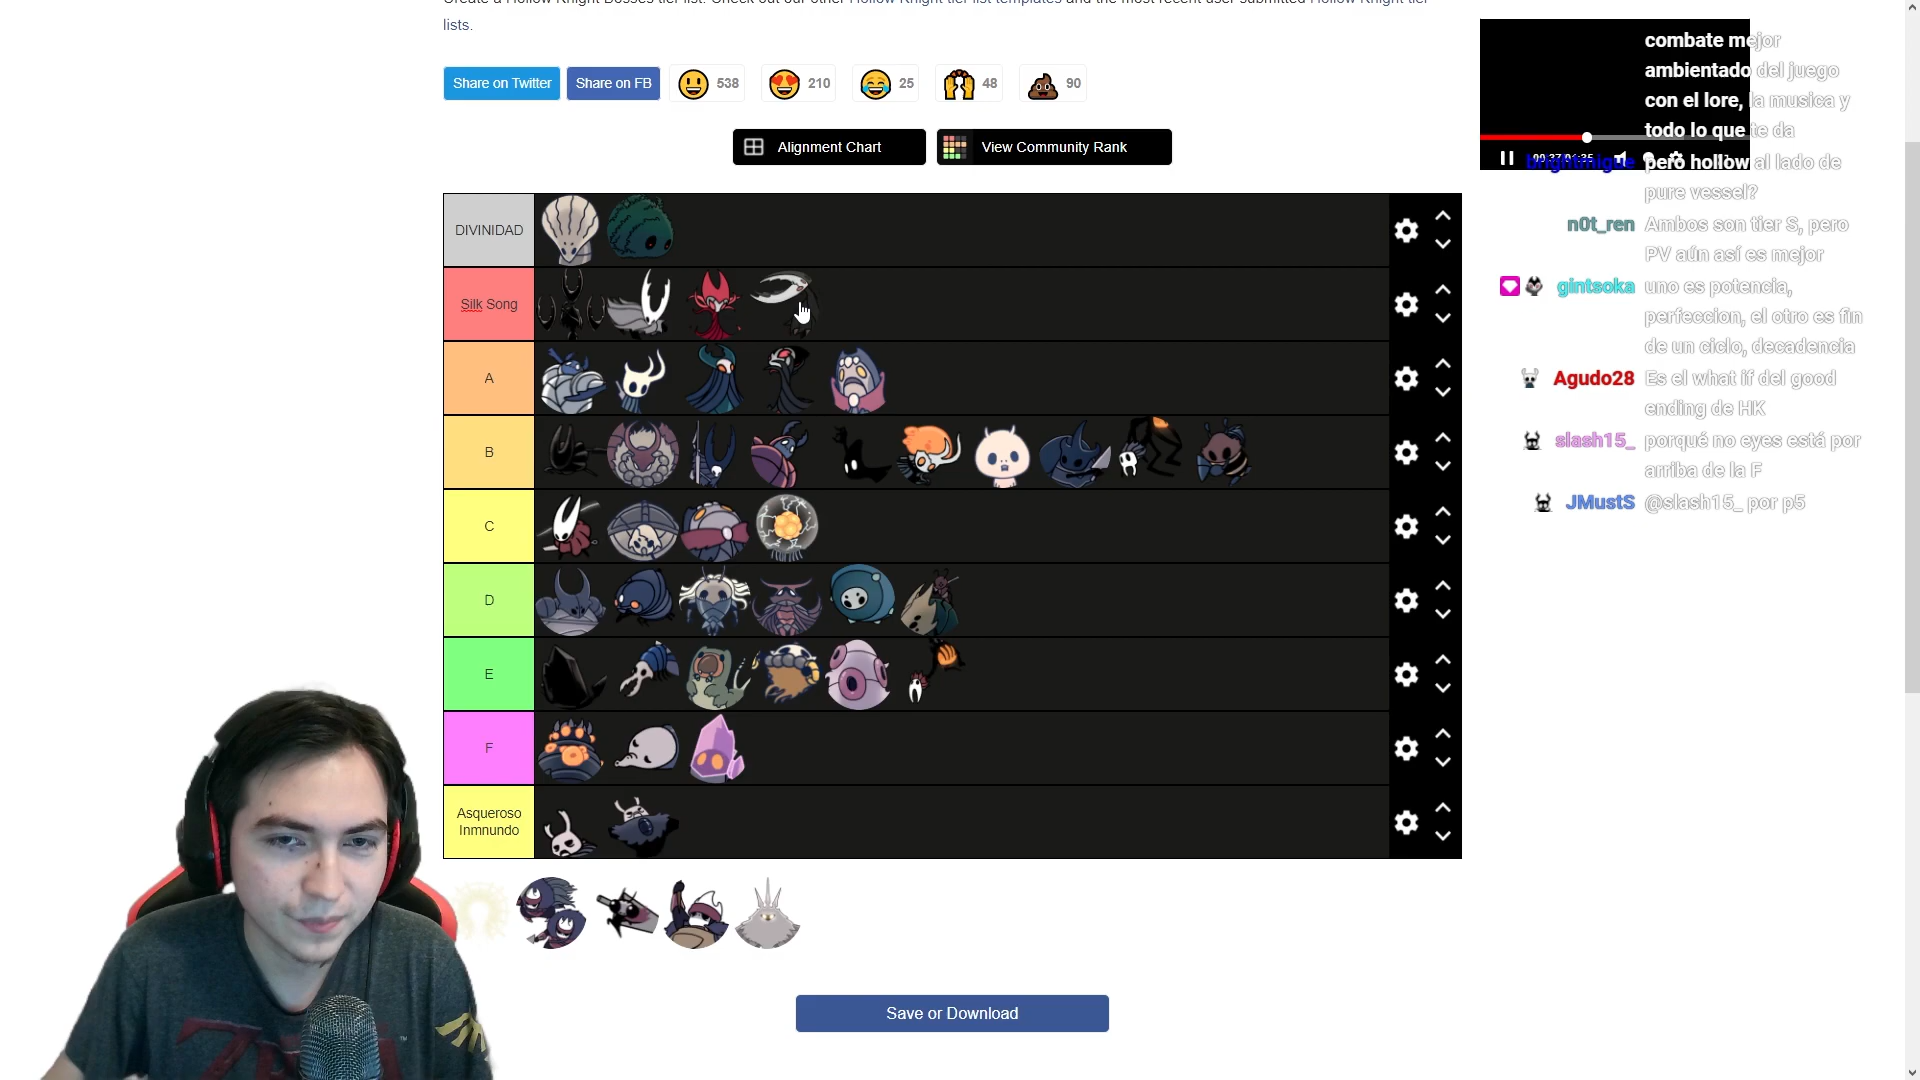 Create a Hollow Knight Bosses tier list. Check out our other Hollow Knight tier list templates and the most recent user submitted Hollow Knight tier
lists.
Share on Twitter
Share on FB
538
210
25
48
90
Alignment Chart
View Community Rank
DIVINIDAD
Silk Song
A
B
C
D
E
F
Asqueroso
Inmnundo
Save or Download
combate mejor
ambientado del juego
con el lore, la musica y
todo lo que te da
brightmigue pero hollow al lado de
pure vessel?
n0t_ren Ambos son tier S, pero
PV aún así es mejor
gintsoka uno es potencia,
perfeccion, el otro es fin
de un ciclo, decadencia
Agudo28 Es el what if del good
ending de HK
slash15_ porqué no eyes está por
arriba de la F
JMustS @slash15_ por p5